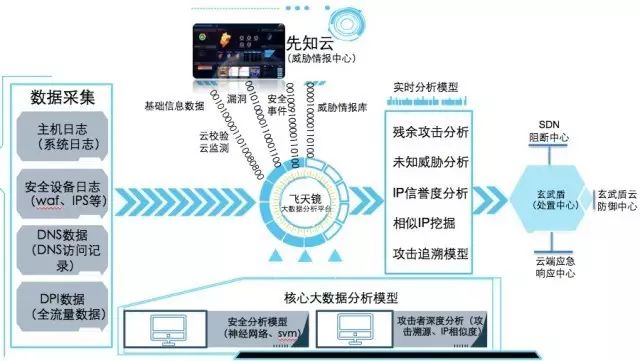 先知云
（威胁情报中心）
数据采集
主机日志
（系统日志）
安全设备日志
（waf、IPS等）
DNS数据
（DNS访问记
录）
DPI数据
（全流量数据）
基础信息数据
漏洞
安全
事件
威胁情报库
云校验
云监测
飞天镜
大数据分析平台
实时分析模型
残余攻击分析
未知威胁分析
IP信誉度分析
相似IP挖掘
攻击追溯模型
SDN
阻断中心
玄武盾
（处置中心）
玄武盾云
防御中心
云端应急
响应中心
核心大数据分析模型
安全分析模型
（神经网络、svm）
攻击者深度分析（攻
击溯源、IP相似度）